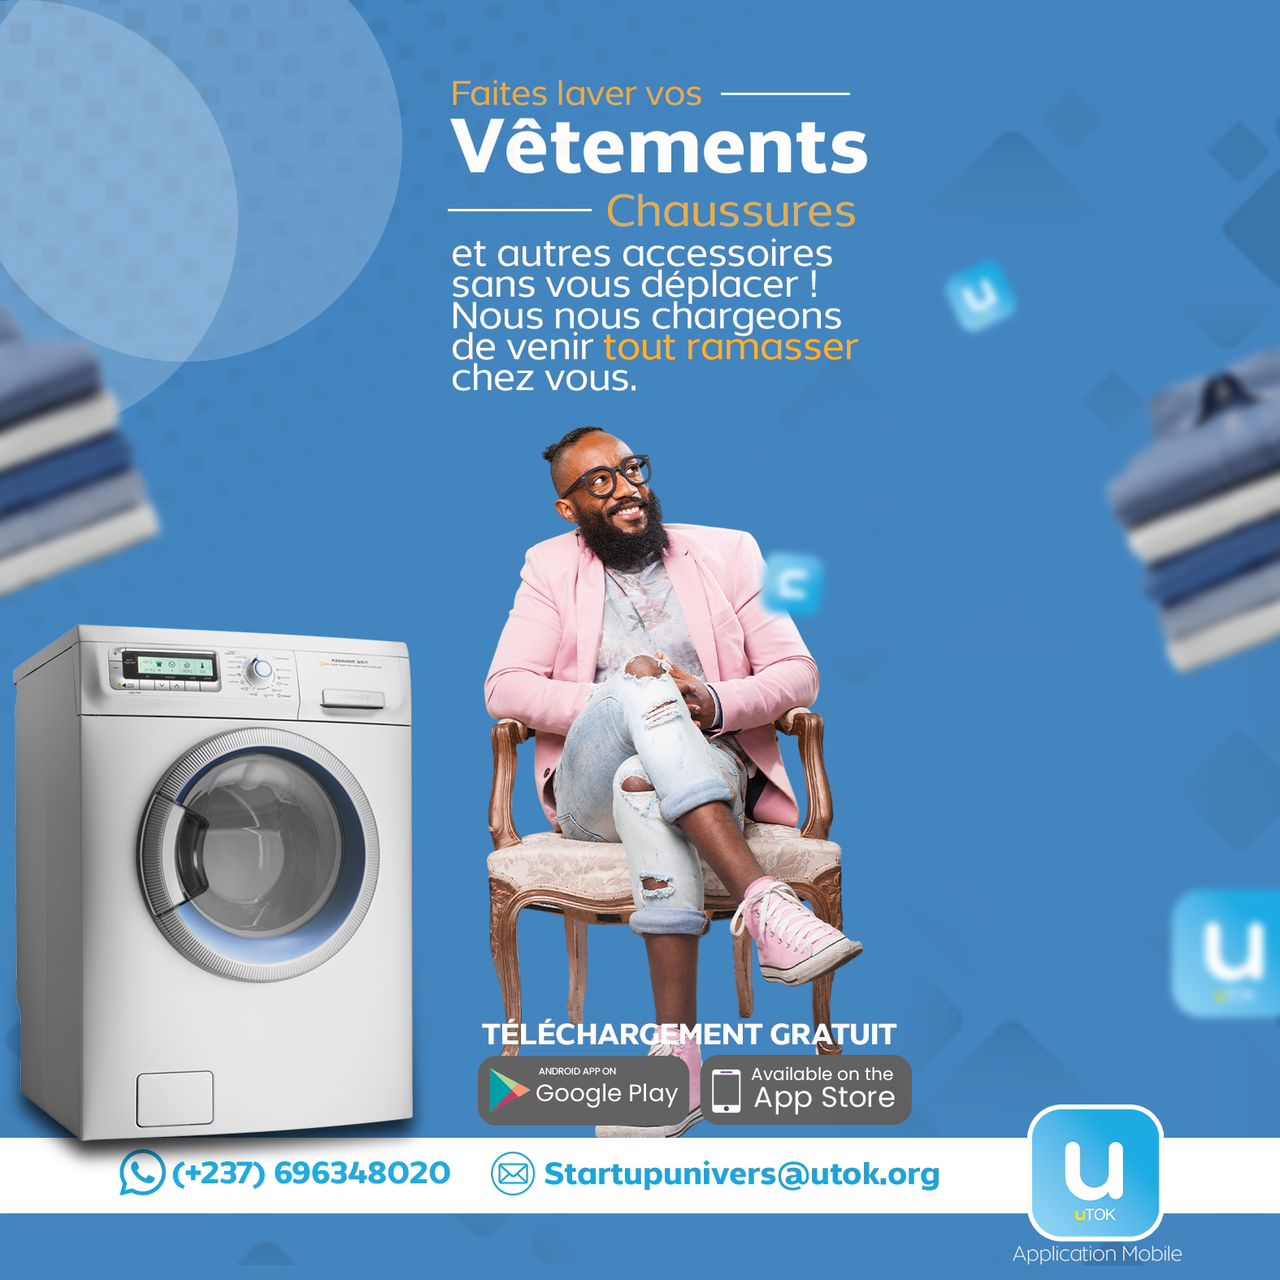 Faites laver vos
Vêtements
Chaussures
et autres accessoires
sans vous déplacer !
Nous nous chargeons
de venir tout ramasser
chez vous.
u
c
u
uTOK
TÉLÉCHARGEMENT GRATUIT
ANDROID APP ON
Google Play
Available on the
App Store
(+237) 696348020
Startupunivers@utok.org
u
uTOK
Application Mobile